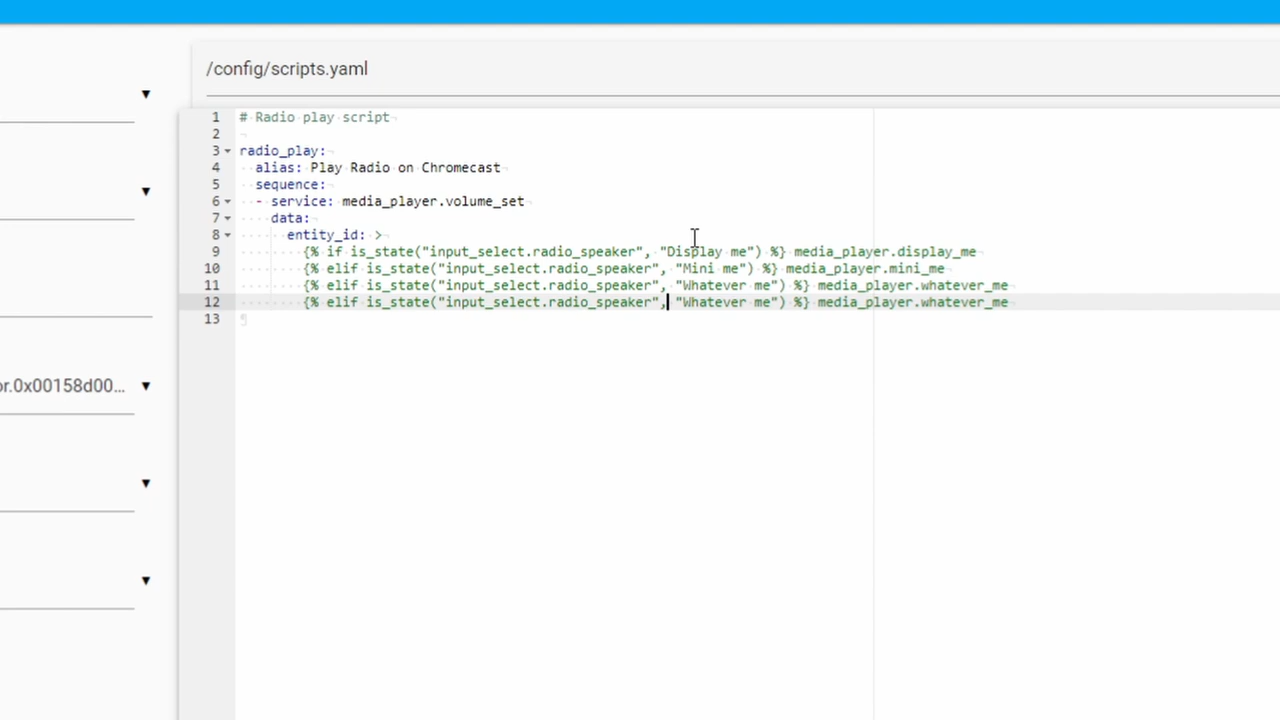 /config/scripts.yaml
1 # Radio play script
2
3 radio_play:
4 alias: Play Radio on Chromecast
5 sequence:
6 - service: media_player.volume_set
7 data:
8 entity_id: >
9 {% if is_state("input_select.radio_speaker", "Display me") %} media_player.display_me
10 {% elif is_state("input_select.radio_speaker", "Mini me") %} media_player.mini_me
11 {% elif is_state("input_select.radio_speaker", "Whatever me") %} media_player.whatever_me
12 {% elif is_state("input_select.radio_speaker", "Whatever me") %} media_player.whatever_me
13
or.0x00158d00...